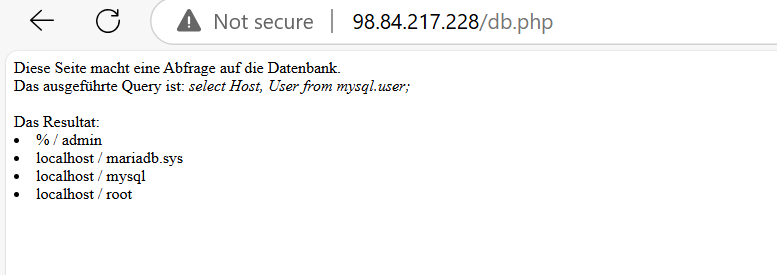 Not secure | 98.84.217.228/db.php
Diese Seite macht eine Abfrage auf die Datenbank.
Das ausgeführte Query ist: select Host, User from mysql.user;
Das Resultat:
• % / admin
• localhost / mariadb.sys
• localhost / mysql
• localhost / root